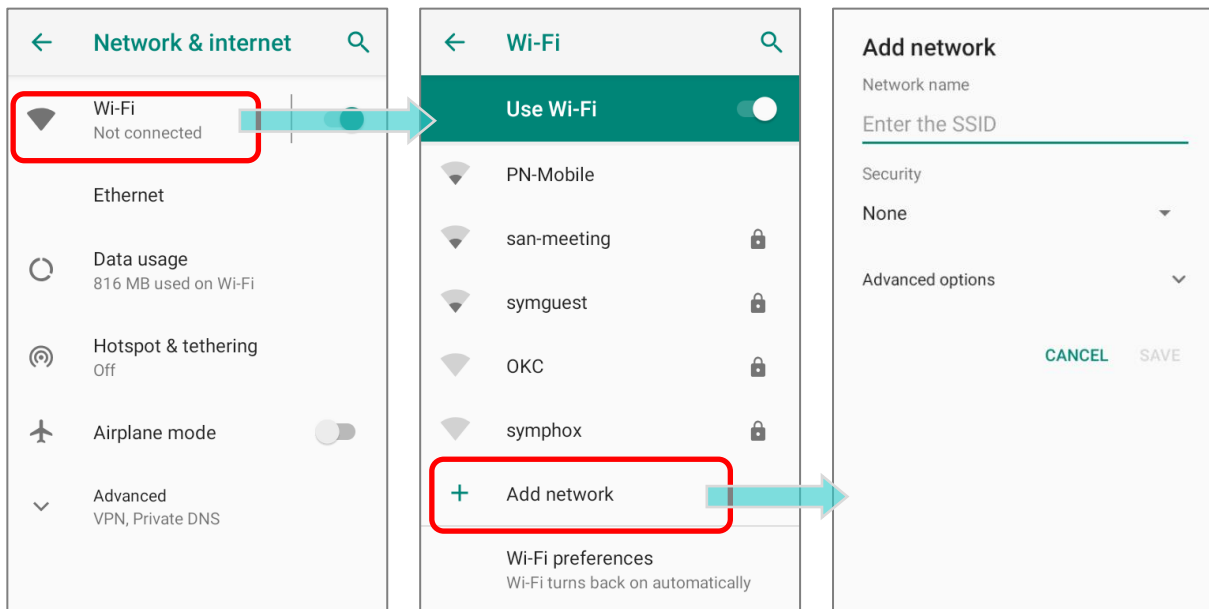 Network & internet
Wi-Fi
Not connected
Ethernet
Data usage
816 MB used on Wi-Fi
Hotspot & tethering
Off
Airplane mode
Advanced
VPN, Private DNS
Wi-Fi
Use Wi-Fi
PN-Mobile
san-meeting
symguest
OKC
symphox
Add network
Wi-Fi preferences
Wi-Fi turns back on automatically
Add network
Network name
Enter the SSID
Security
None
Advanced options
CANCEL SAVE